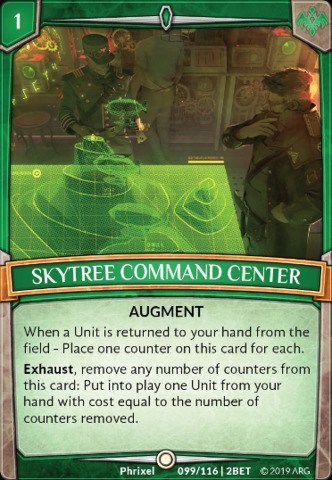 1
SKYTREE COMMAND CENTER
AUGMENT
When a Unit is returned to your hand from the
field - Place one counter on this card for each.
Exhaust, remove any number of counters from
this card: Put into play one Unit from your
hand with cost equal to the number of
counters removed.
Phrixel 099/116 | 2BET © 2019 ARG